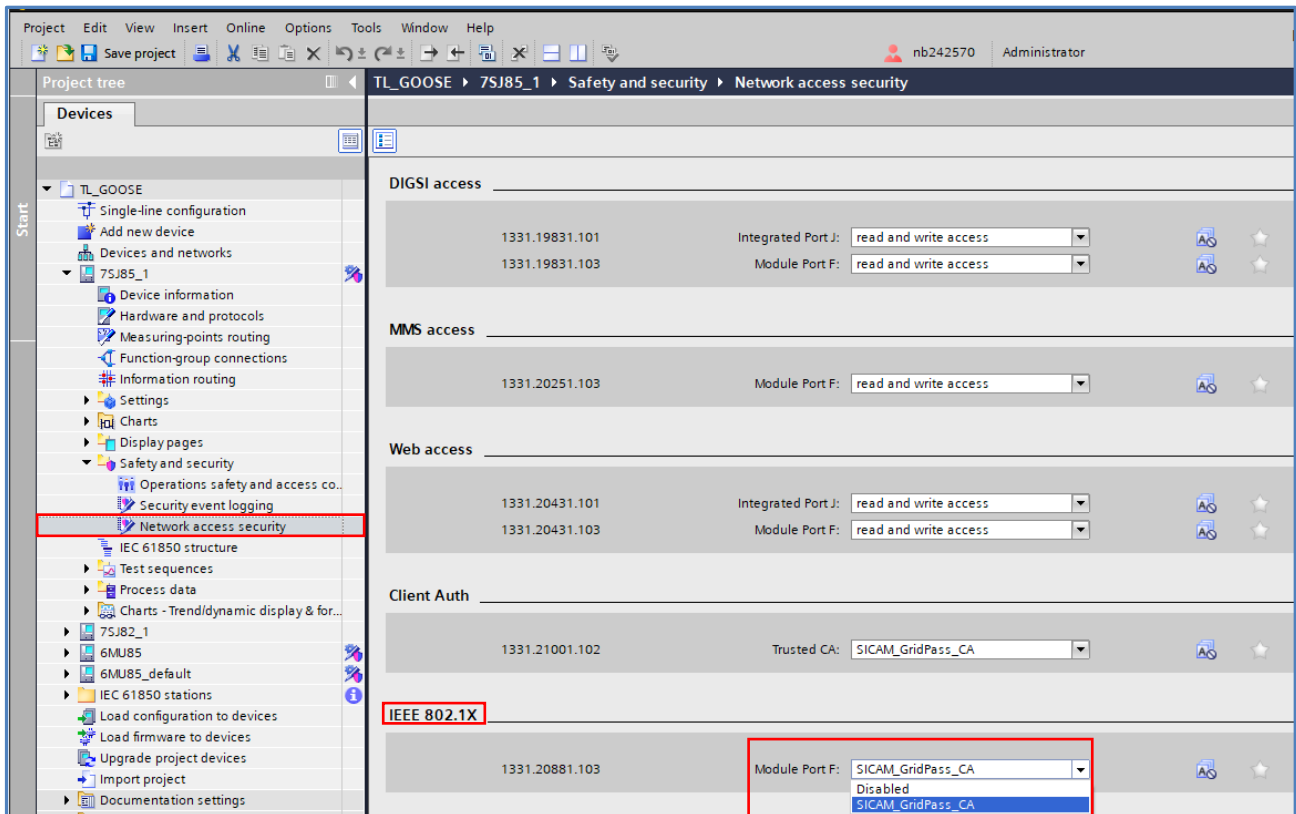 Project Edit View Insert Online Options Tools Window Help
Save project
nb242570 Administrator
Project tree
TL_GOOSE 7SJ85_1 Safety and security Network access security
Devices
Start
TL_GOOSE
Single-line configuration
Add new device
Devices and networks
7SJ85_1
Device information
Hardware and protocols
Measuring-points routing
Function-group connections
Information routing
Settings
Charts
Display pages
Safety and security
Operations safety and access co..
Security event logging
Network access security
IEC 61850 structure
Test sequences
Process data
Charts - Trend/dynamic display & for...
7SJ82_1
6MU85
6MU85_default
IEC 61850 stations
Load configuration to devices
Load firmware to devices
Upgrade project devices
Import project
Documentation settings
DIGSI access
1331.19831.101 Integrated Port J: read and write access
1331.19831.103 Module Port F: read and write access
MMS access
1331.20251.103 Module Port F: read and write access
Web access
1331.20431.101 Integrated Port J: read and write access
1331.20431.103 Module Port F: read and write access
Client Auth
1331.21001.102 Trusted CA: SICAM_GridPass_CA
IEEE 802.1X
1331.20881.103 Module Port F: SICAM_GridPass_CA
Disabled
SICAM_GridPass_CA